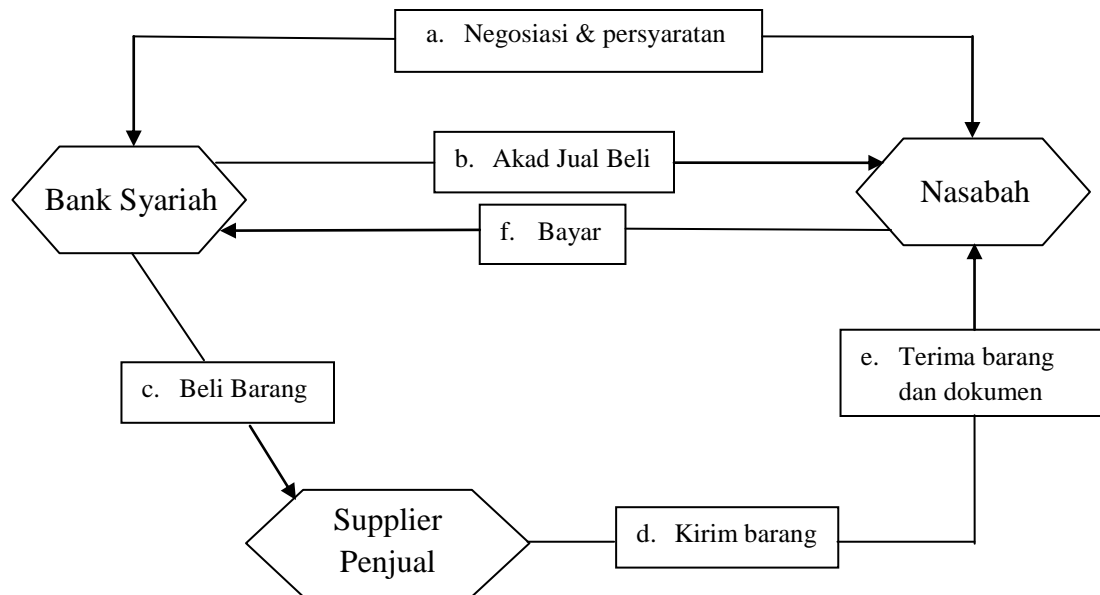 a. Negosiasi & persyaratan
b. Akad Jual Beli
Bank Syariah
Nasabah
f. Bayar
e. Terima barang
dan dokumen
c. Beli Barang
Supplier
Penjual
d. Kirim barang